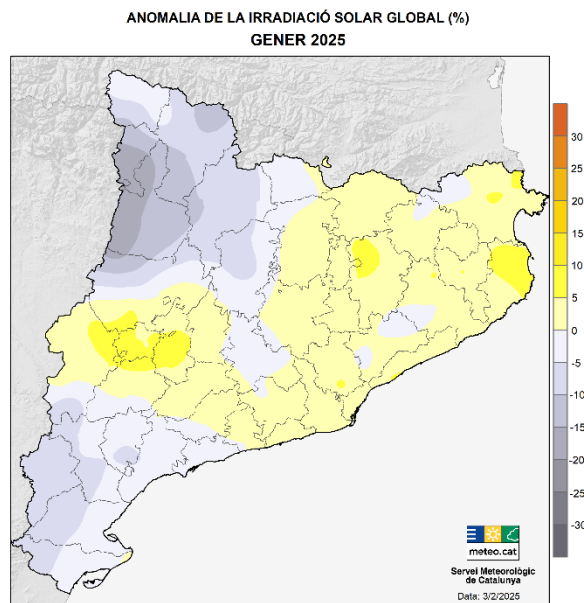 ANOMALIA DE LA IRRADIACIÓ SOLAR GLOBAL (%)
GENER 2025
30
25
20
15
10
5
0
-5
-10
-15
-20
-25
-30
meteo.cat
Servei Meteorològic
de Catalunya
Data: 3/2/2025